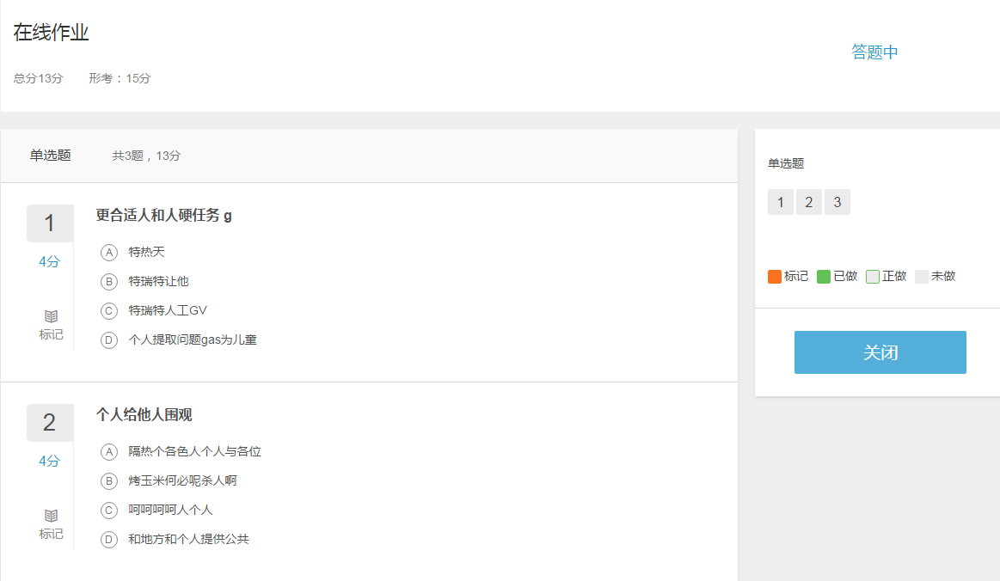 在线作业
答题中
总分13分 形考：15分
单选题 共3题，13分
1
4分
标记
更合适人和人硬任务 g
A 特热天
B 特瑞特让他
C 特瑞特人工GV
D 个人提取问题gas为儿童
2
4分
标记
个人给他人围观
A 隔热个各色人个人与各位
B 烤玉米何必呢杀人啊
C 呵呵呵呵人个人
D 和地方和个人提供公共
单选题
1 2 3
标记 已做 正做 未做
关闭